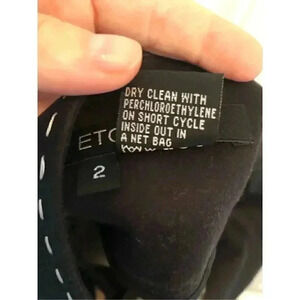 DRY CLEAN WITH
PERCHLOROETHYLENE
ON SHORT CYCLE
INSIDE OUT IN
A NET BAG
ETC
2